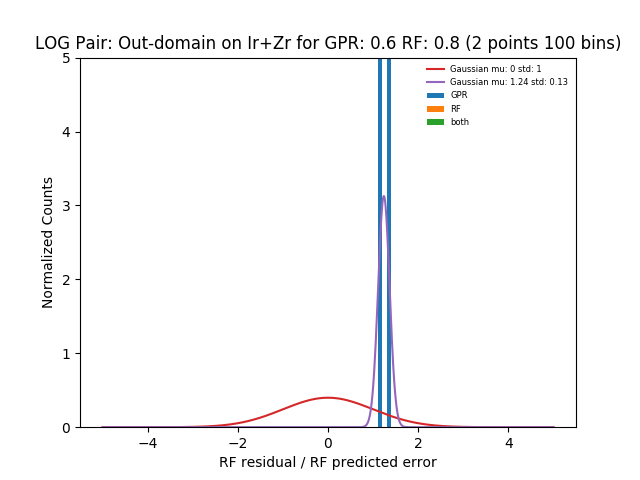 LOG Pair: Out-domain on Ir+Zr for GPR: 0.6 RF: 0.8 (2 points 100 bins)
Gaussian mu: 0 std: 1
Gaussian mu: 1.24 std: 0.13
GPR
RF
both
5
4
3
2
1
0
Normalized Counts
−4
−2
0
2
4
RF residual / RF predicted error